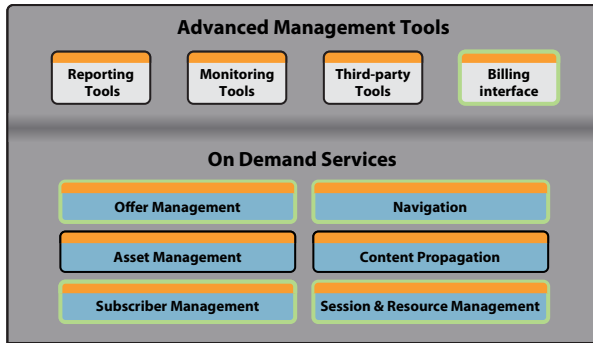 Advanced Management Tools
Reporting
Tools
Monitoring
Tools
Third-party
Tools
Billing
interface
On Demand Services
Offer Management
Navigation
Asset Management
Content Propagation
Subscriber Management
Session & Resource Management